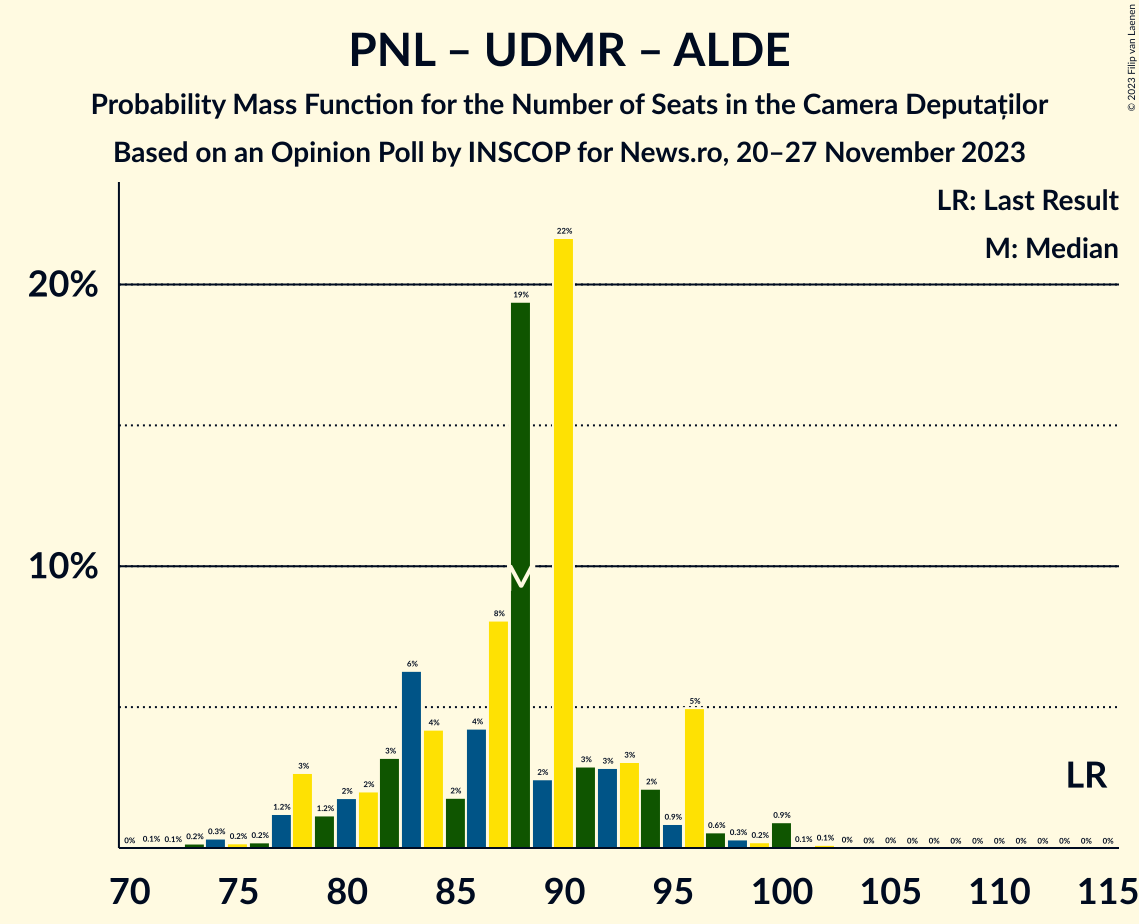 PNL – UDMR – ALDE
Probability Mass Function for the Number of Seats in the Camera Deputaților
Based on an Opinion Poll by INSCOP for News.ro, 20–27 November 2023
© 2023 Filip van Laenen
LR: Last Result
M: Median
20%
10%
0% 0.1% 0.1% 0.2% 0.3% 0.2% 0.2% 1.2% 3% 1.2% 2% 2% 3% 6% 4% 2% 4% 8% 19% 2% 22% 3% 3% 3% 2% 0.9% 5% 0.6% 0.3% 0.2% 0.9% 0.1% 0.1% 0% 0% 0% 0% 0% 0% 0% 0% 0% 0% 0% 0% 0%
M
LR
70 75 80 85 90 95 100 105 110 115